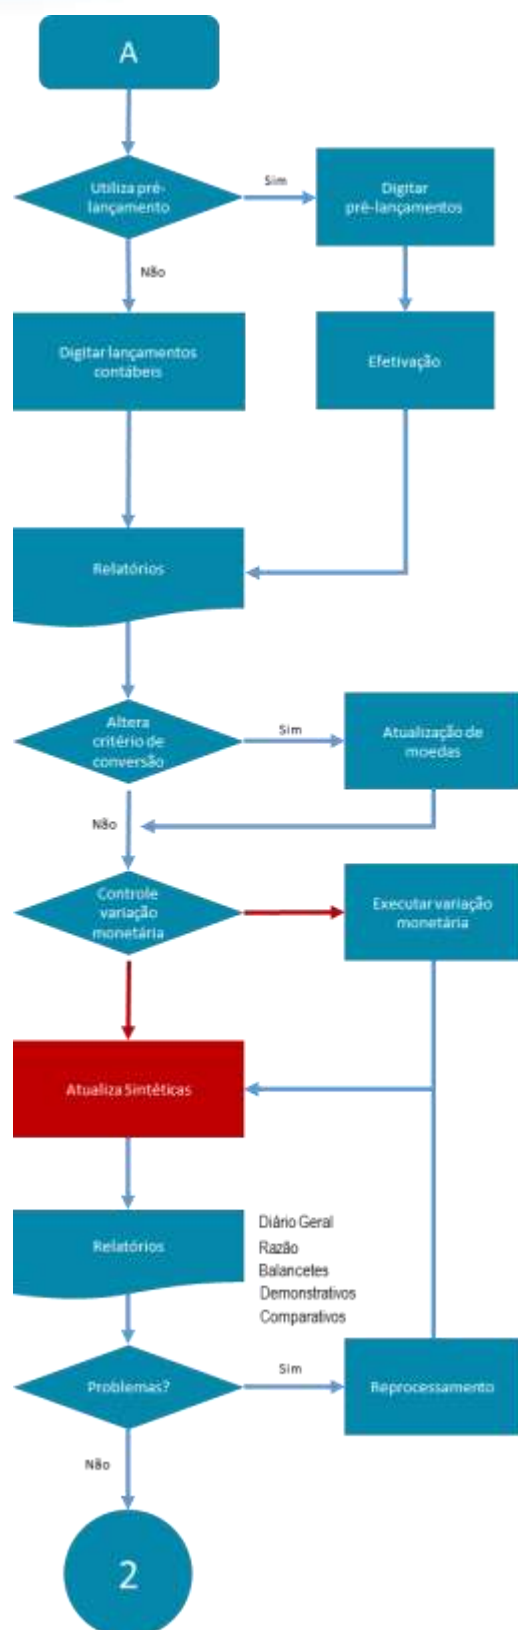 A
Utiliza pré-
lançamento
Sim
Digitar
pré-lançamentos
Não
Digitar lançamentos
contábeis
Efetivação
Relatórios
Altera
critério de
conversão
Sim
Atualização de
moedas
Não
Controle
variação
monetária
Executar variação
monetária
Atualiza Sintéticas
Relatórios
Diário Geral
Razão
Balancetes
Demonstrativos
Comparativos
Problemas?
Sim
Reprocessamento
Não
2